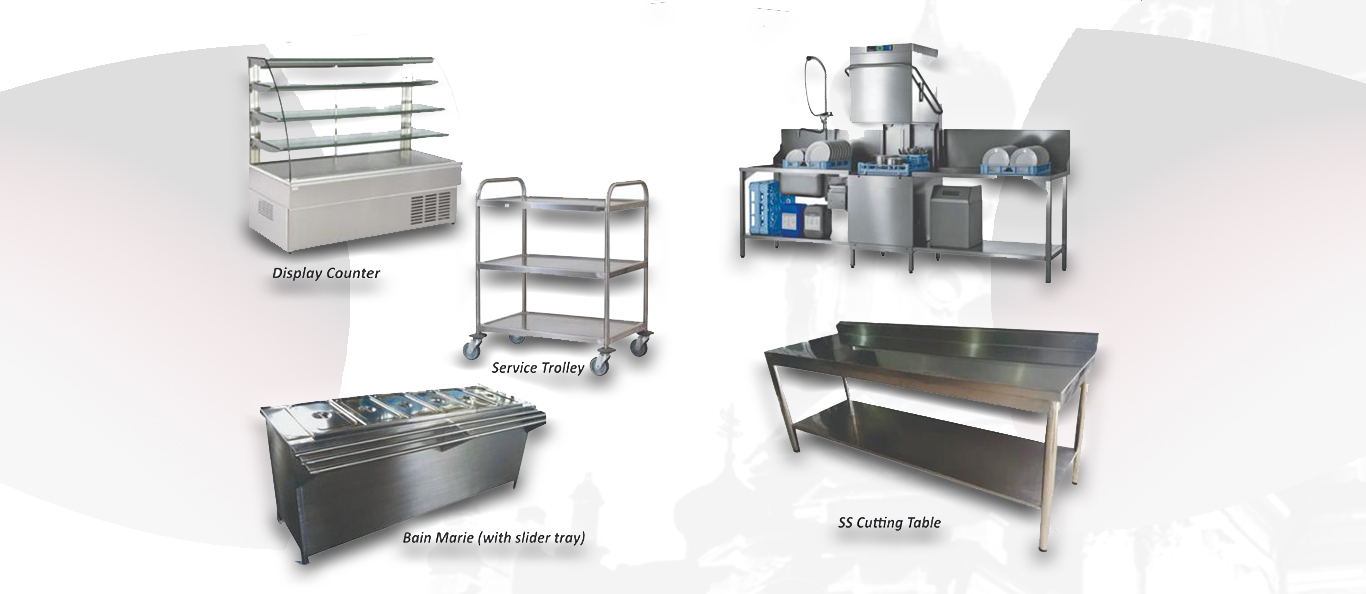 Display Counter
Service Trolley
Bain Marie (with slider tray)
SS Cutting Table